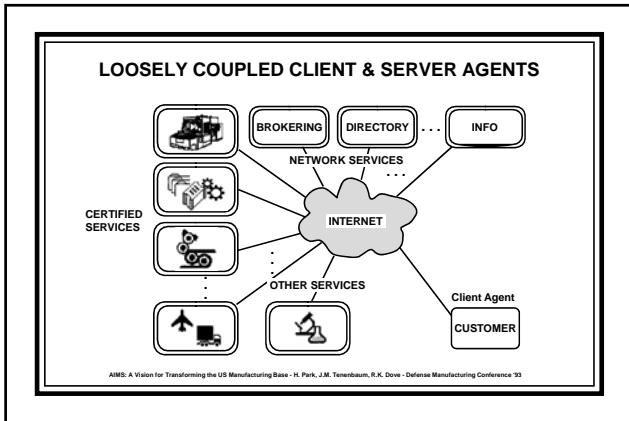 LOOSELY COUPLED CLIENT & SERVER AGENTS
BROKERING
DIRECTORY
. . .
INFO
NETWORK SERVICES
. . .
CERTIFIED
SERVICES
INTERNET
OTHER SERVICES
Client Agent
CUSTOMER
AIMS: A Vision for Transforming the US Manufacturing Base - H. Park, J.M. Tenenbaum, R.K. Dove - Defense Manufacturing Conference '93